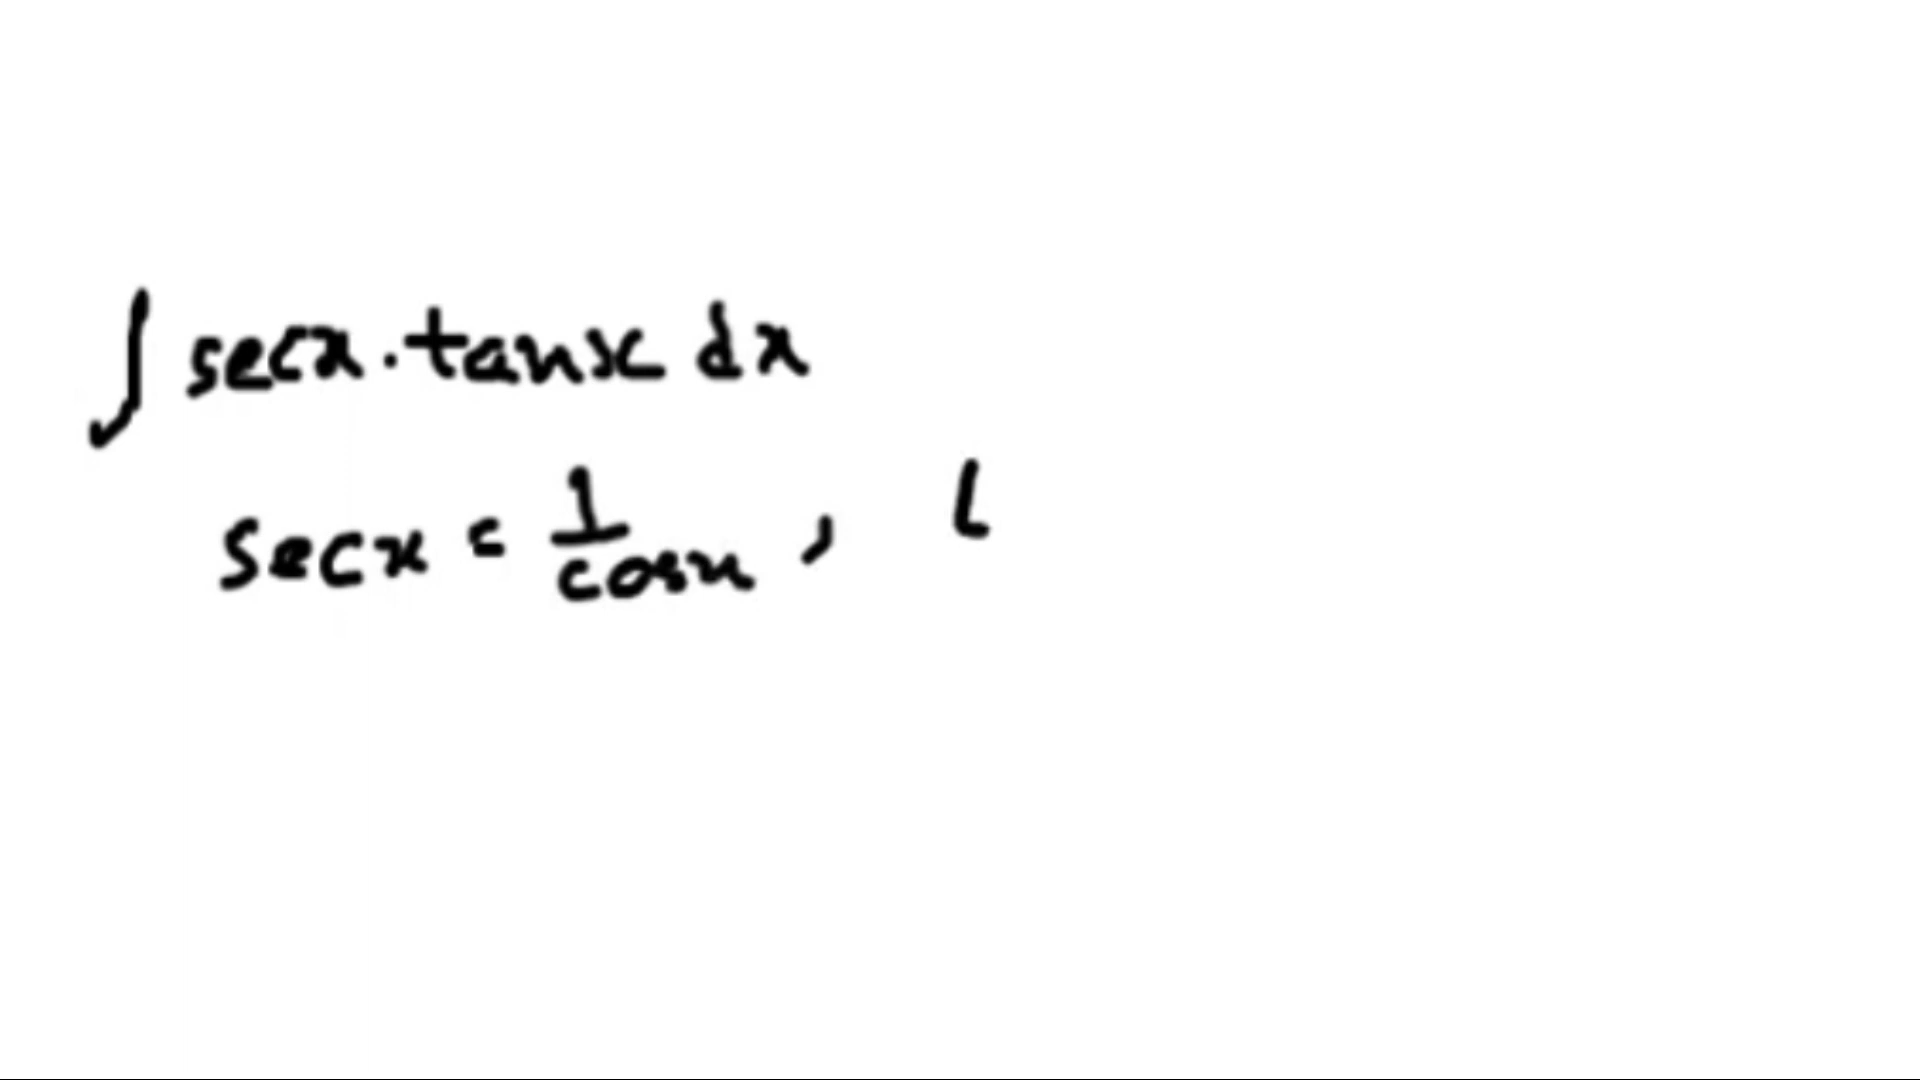 ∫ secx · tanx dx
secx = 1/cosx ,